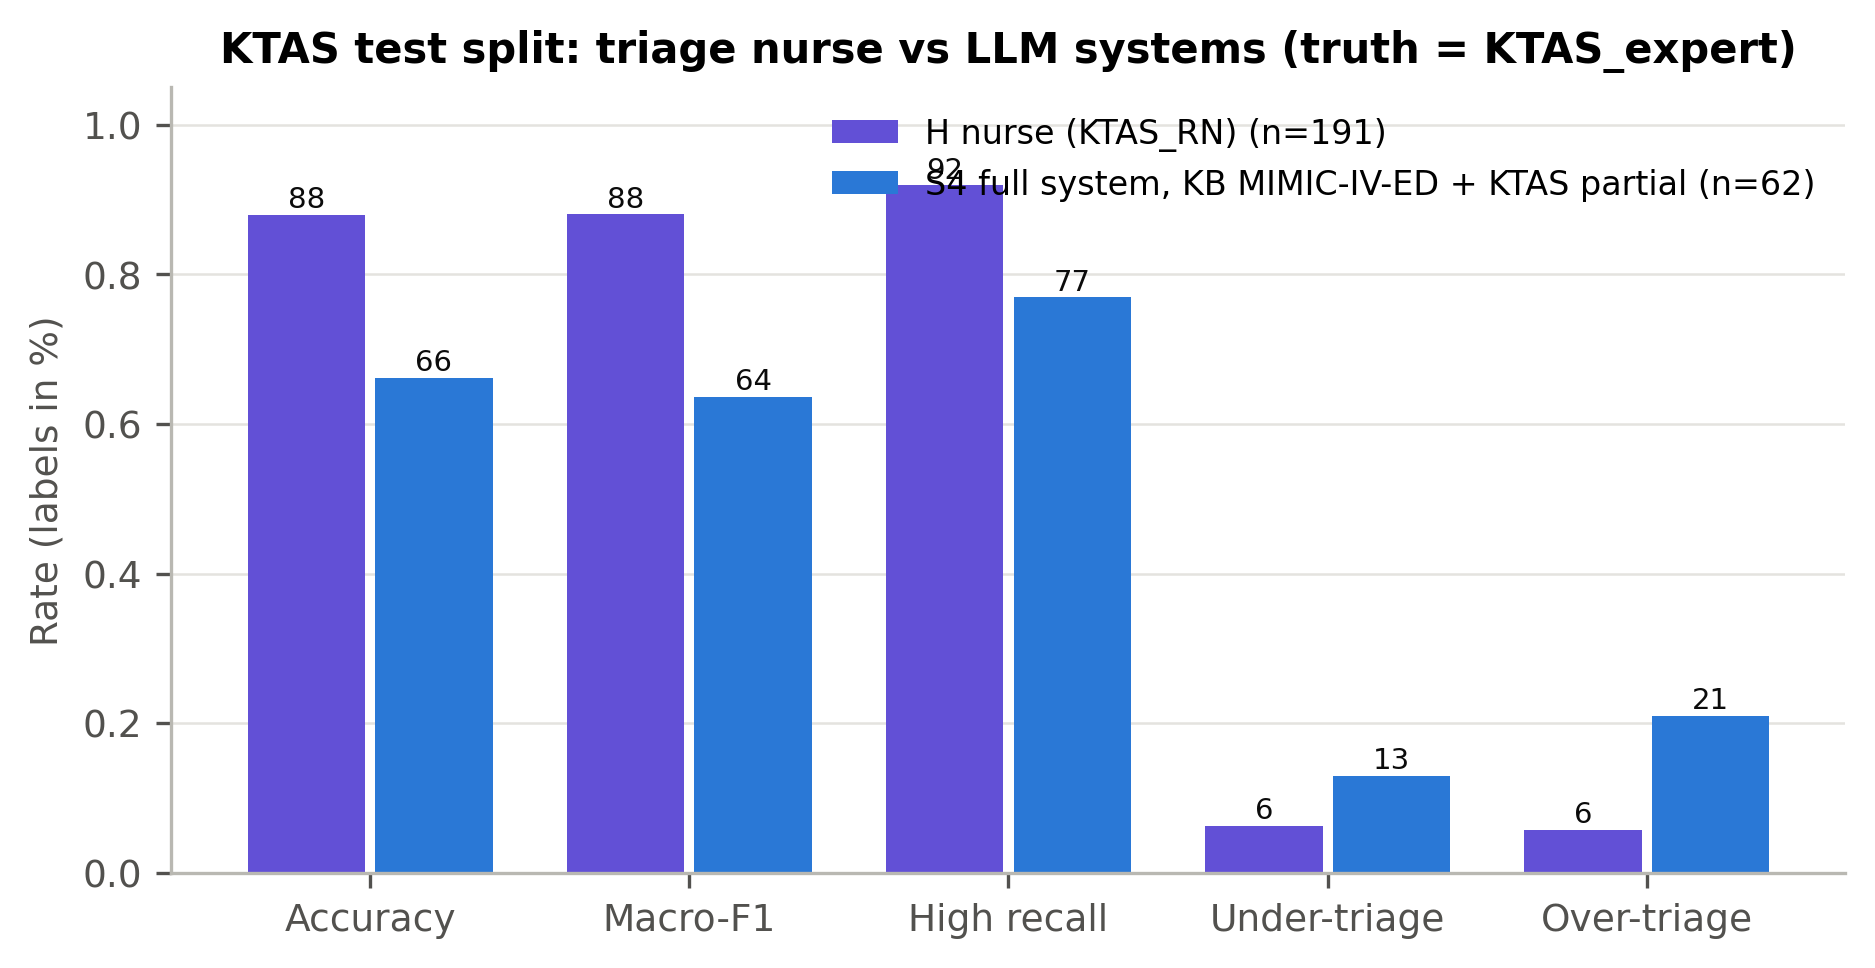 KTAS test split: triage nurse vs LLM systems (truth = KTAS_expert)
H nurse (KTAS_RN) (n=191)
S4 full system, KB MIMIC-IV-ED + KTAS partial (n=62)
Rate (labels in %)
1.0
0.8
0.6
0.4
0.2
0.0
88
66
88
64
92
77
6
13
6
21
Accuracy
Macro-F1
High recall
Under-triage
Over-triage